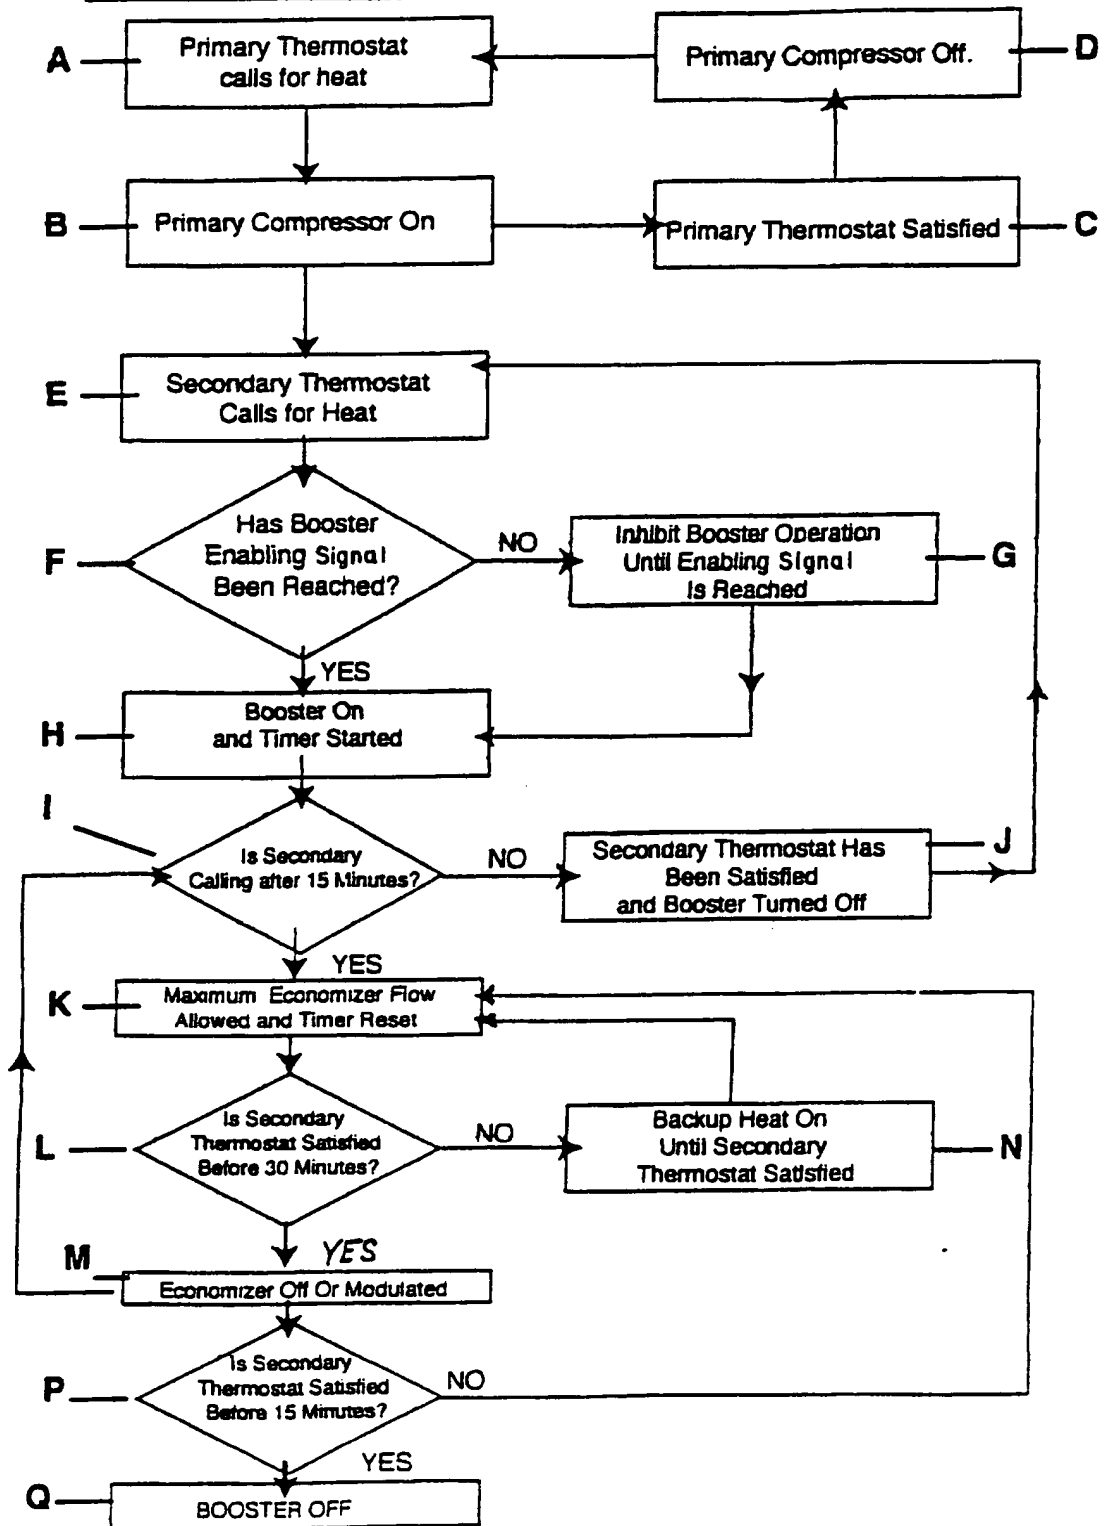 Primary Thermostat
calls for heat
A
Primary Compressor Off.
D
Primary Compressor On
B
Primary Thermostat Satisfied
C
Secondary Thermostat
Calls for Heat
E
Has Booster
Enabling Signal
Been Reached?
F
NO
Inhibit Booster Operation
Until Enabling Signal
Is Reached
G
YES
Booster On
and Timer Started
H
I
Is Secondary
Calling after 15 Minutes?
NO
Secondary Thermostat Has
Been Satisfied
and Booster Turned Off
J
YES
Maximum Economizer Flow
Allowed and Timer Reset
K
Is Secondary
Thermostat Satisfied
Before 30 Minutes?
L
NO
Backup Heat On
Until Secondary
Thermostat Satisfied
N
YES
M
Economizer Off Or Modulated
Is Secondary
Thermostat Satisfied
Before 15 Minutes?
P
NO
YES
Q
BOOSTER OFF